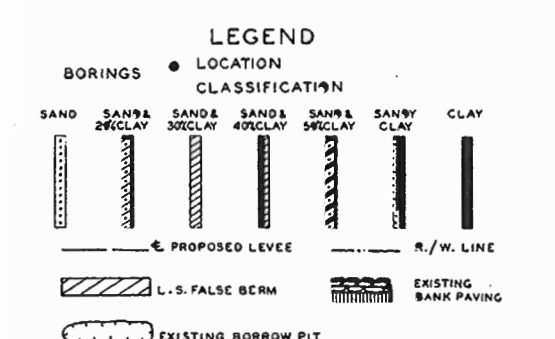 LEGEND
BORINGS ● LOCATION
CLASSIFICATION
SAND SAND & SAND & SAND & SAND & SANDY CLAY
20%CLAY 30%CLAY 40%CLAY 50%CLAY CLAY
℄ PROPOSED LEVEE R./W. LINE
L.S. FALSE BERM EXISTING
BANK PAVING
EXISTING BORROW PIT